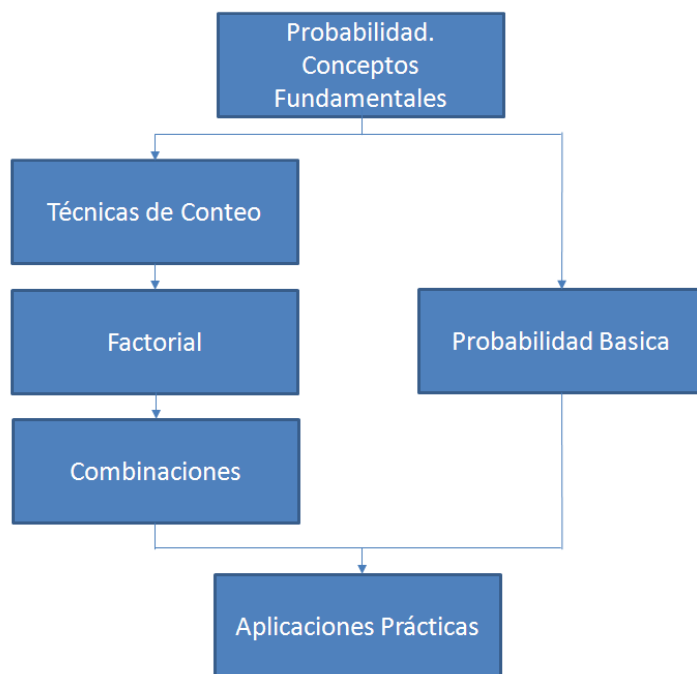 Probabilidad.
Conceptos
Fundamentales
Técnicas de Conteo
Factorial
Probabilidad Basica
Combinaciones
Aplicaciones Prácticas